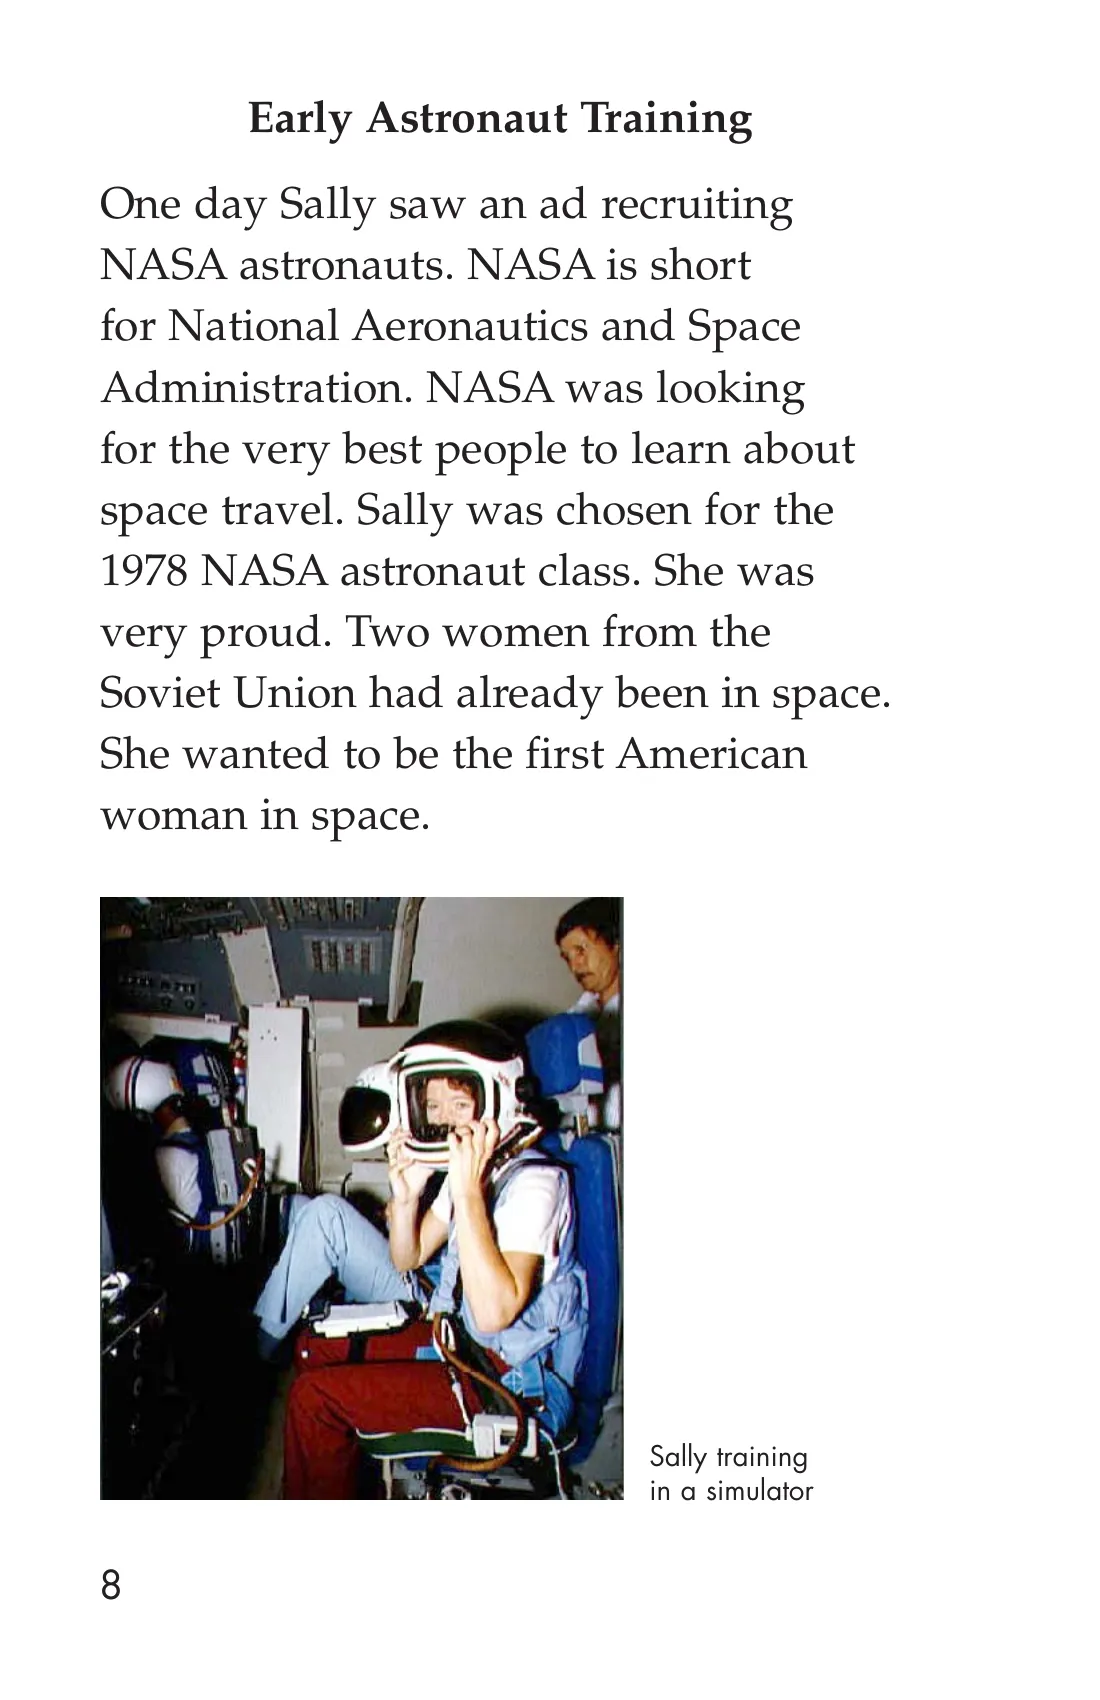 Early Astronaut Training
One day Sally saw an ad recruiting
NASA astronauts. NASA is short
for National Aeronautics and Space
Administration. NASA was looking
for the very best people to learn about
space travel. Sally was chosen for the
1978 NASA astronaut class. She was
very proud. Two women from the
Soviet Union had already been in space.
She wanted to be the first American
woman in space.
Sally training
in a simulator
8